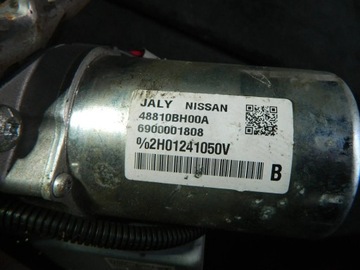 JALY NISSAN
48810BH00A
6900001808
%2H01241050V
B